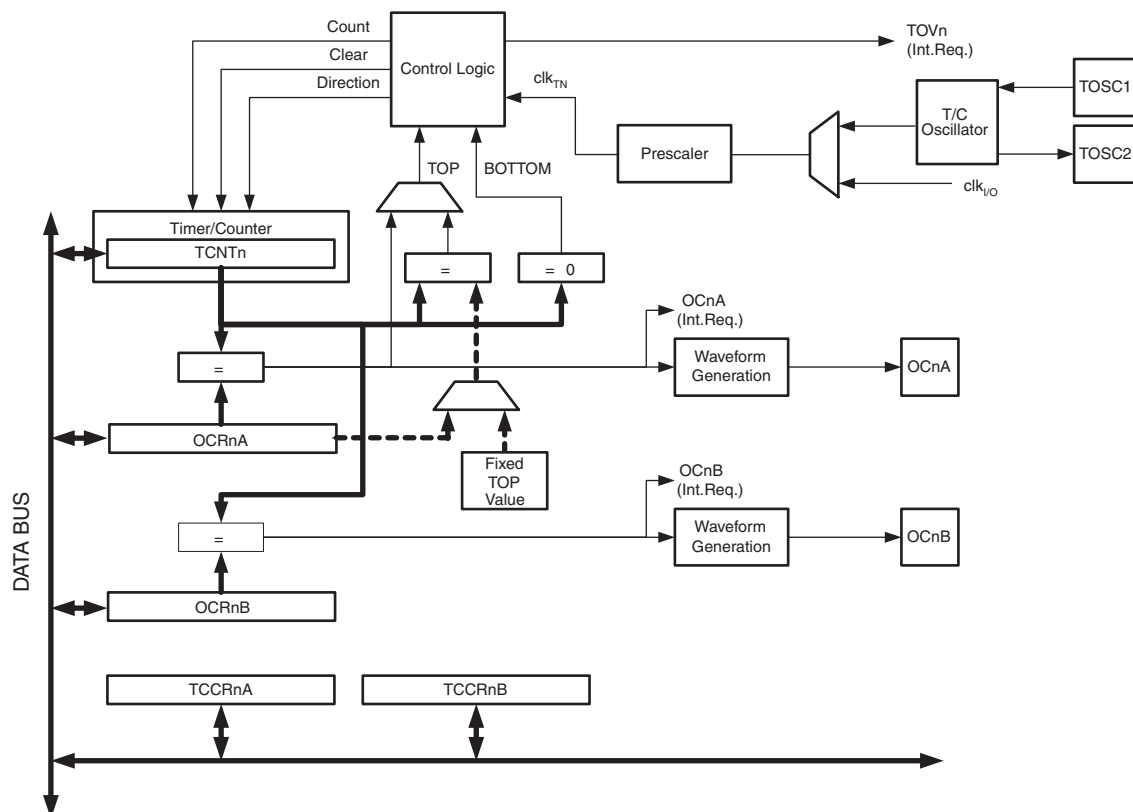 Count
Clear
Direction
Control Logic
clk_TN
TOVn
(Int.Req.)
TOSC1
T/C
Oscillator
TOSC2
Prescaler
clk_I/O
TOP
BOTTOM
Timer/Counter
TCNTn
=
= 0
OCnA
(Int.Req.)
=
Waveform
Generation
OCnA
OCRnA
Fixed
TOP
Value
OCnB
(Int.Req.)
=
Waveform
Generation
OCnB
OCRnB
DATA BUS
TCCRnA
TCCRnB